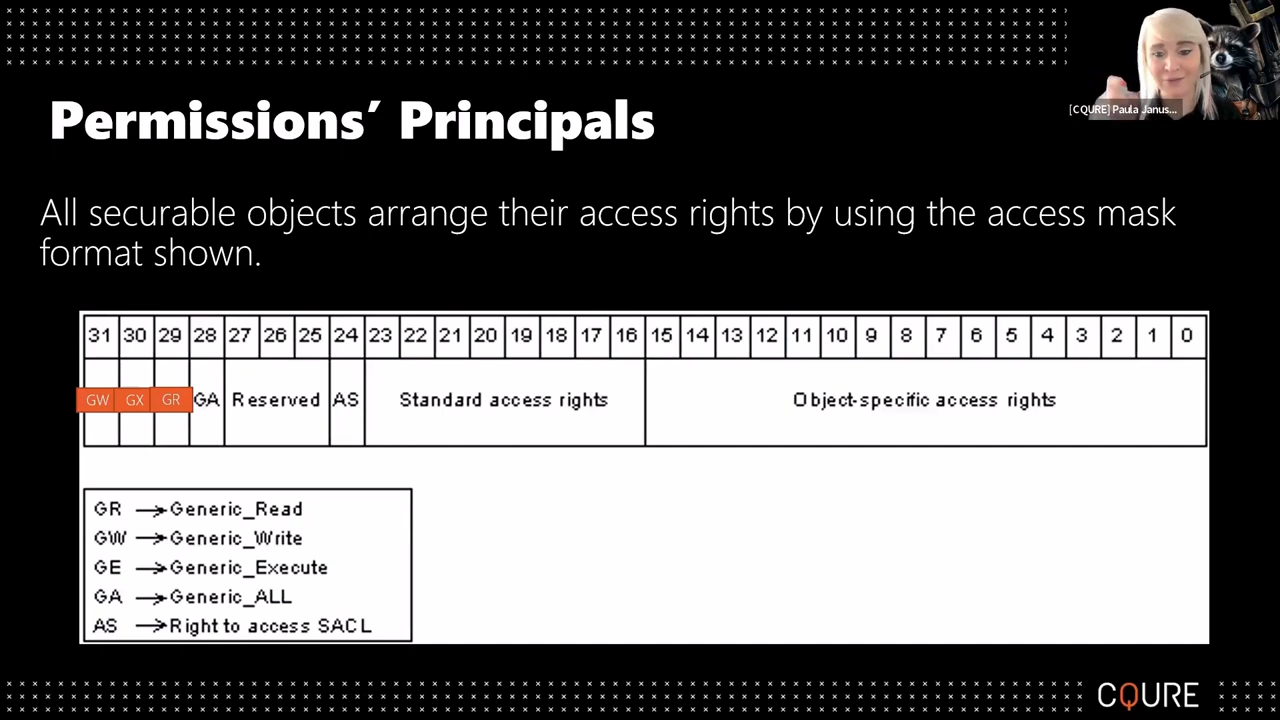 [CQURE] Paula Janus...
Permissions’ Principals
All securable objects arrange their access rights by using the access mask
format shown.
31 30 29 28 27 26 25 24 23 22 21 20 19 18 17 16 15 14 13 12 11 10 9 8 7 6 5 4 3 2 1 0
GW GX GR GA Reserved AS Standard access rights Object-specific access rights
GR → Generic_Read
GW → Generic_Write
GE → Generic_Execute
GA → Generic_ALL
AS → Right to access SACL
CQURE